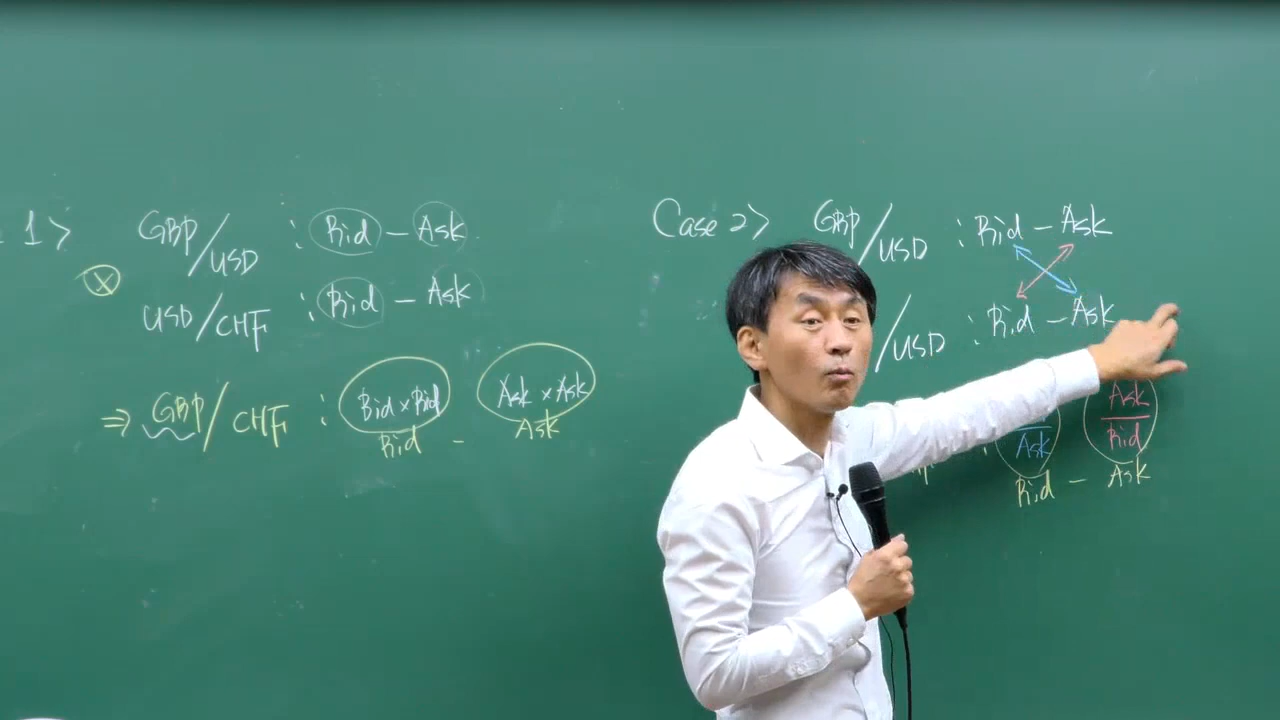 1>
GBP/USD : Bid - Ask
ⓧ
USD/CHF : Bid - Ask
⇒ GBP/CHF : Bid×Bid Ask×Ask
Bid - Ask
Case 2> GBP/USD : Bid - Ask
/USD : Bid - Ask
: Ask Ask/Bid
Bid - Ask